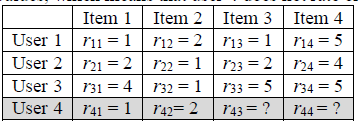 Item 1 Item 2 Item 3 Item 4
User 1 r11 = 1 r12 = 2 r13 = 1 r14 = 5
User 2 r21 = 2 r22 = 1 r23 = 2 r24 = 4
User 3 r31 = 4 r32 = 1 r33 = 5 r34 = 5
User 4 r41 = 1 r42= 2 r43= ? r44= ?